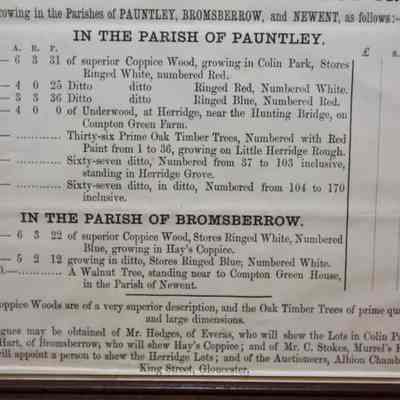 rowing in the Parishes of PAUNTLEY, BROMSBERROW, and NEWENT, as follows:—
IN THE PARISH OF PAUNTLEY.
A. R. P. £ s.
— 6 3 31 of superior Coppice Wood, growing in Colin Park, Stores
Ringed White, numbered Red.
— 4 0 25 Ditto ditto Ringed Red, Numbered White.
— 3 3 36 Ditto ditto Ringed Blue, Numbered Red.
— 4 0 0 of Underwood, at Herridge, near the Hunting Bridge, on
Compton Green Farm.
— ............... Thirty-six Prime Oak Timber Trees, Numbered with Red
Paint from 1 to 36, growing on Little Herridge Rough.
— ............... Sixty-seven ditto, Numbered from 37 to 103 inclusive,
standing in Herridge Grove.
— ............... Sixty-seven ditto, in ditto, Numbered from 104 to 170
inclusive.
IN THE PARISH OF BROMSBERROW.
— 6 3 22 of superior Coppice Wood, Stores Ringed White, Numbered
Blue, growing in Hay's Coppice.
— 5 2 12 growing in ditto, Stores Ringed Blue, Numbered White.
0.—............... A Walnut Tree, standing near to Compton Green House,
in the Parish of Newent.
oppice Woods are of a very superior description, and the Oak Timber Trees of prime qu
and large dimensions.
gues may be obtained of Mr. Hedges, of Everas, who will shew the Lots in Colin P
Hart, of Bromsberrow, who will shew Hay's Coppice; and of Mr. C. Stokes, Murrel's
will appoint a person to shew the Herridge Lots; and of the Auctioneers, Albion Chamb
King Street, Gloucester.